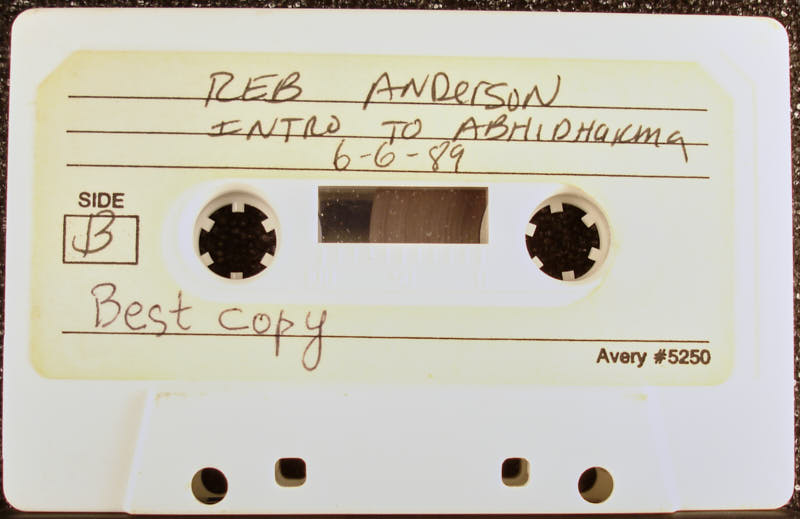 REB ANDERSON
INTRO TO ABHIDHARMA
6-6-89
SIDE
B
Best copy
Avery #5250